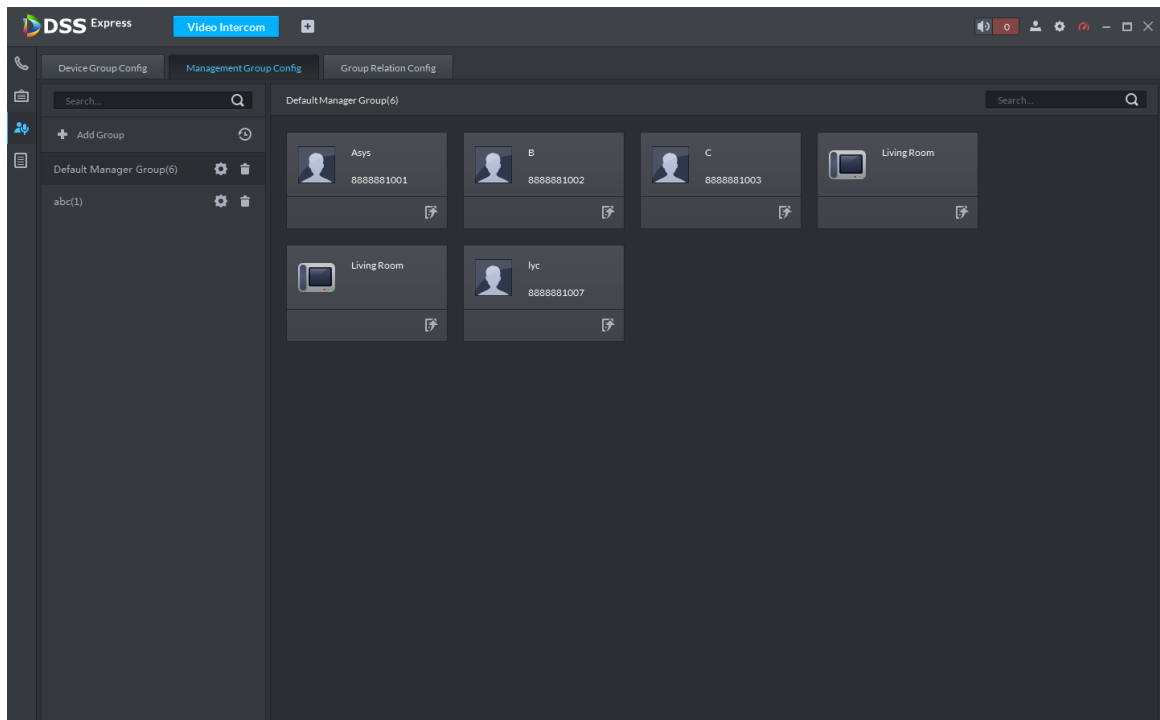 DSS Express Video Intercom 0
Device Group Config Management Group Config Group Relation Config
Search... Default Manager Group(6) Search...
Add Group
Default Manager Group(6)
abc(1)
Asys B C Living Room
8888881001 8888881002 8888881003
Living Room lyc
8888881007